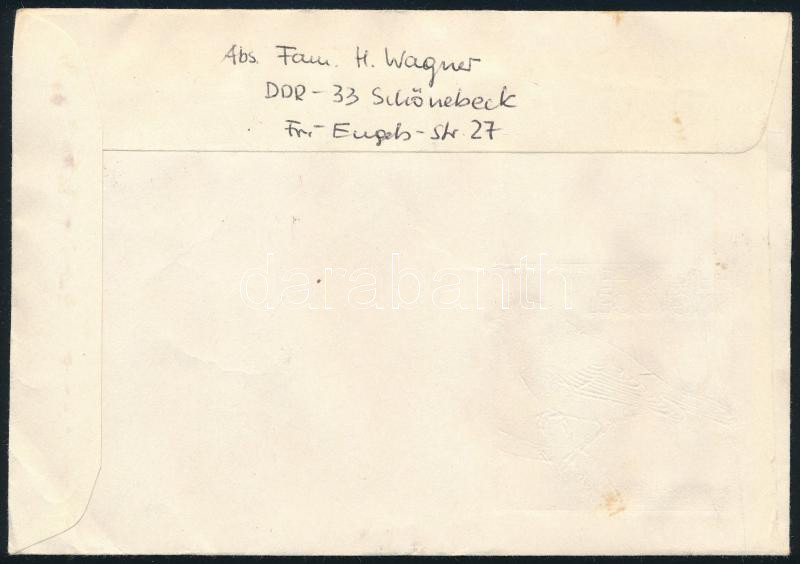 Abs. Fam. H. Wagner
DDR-33 Schönebeck
Fr.-Engels-Str. 27
darabanth